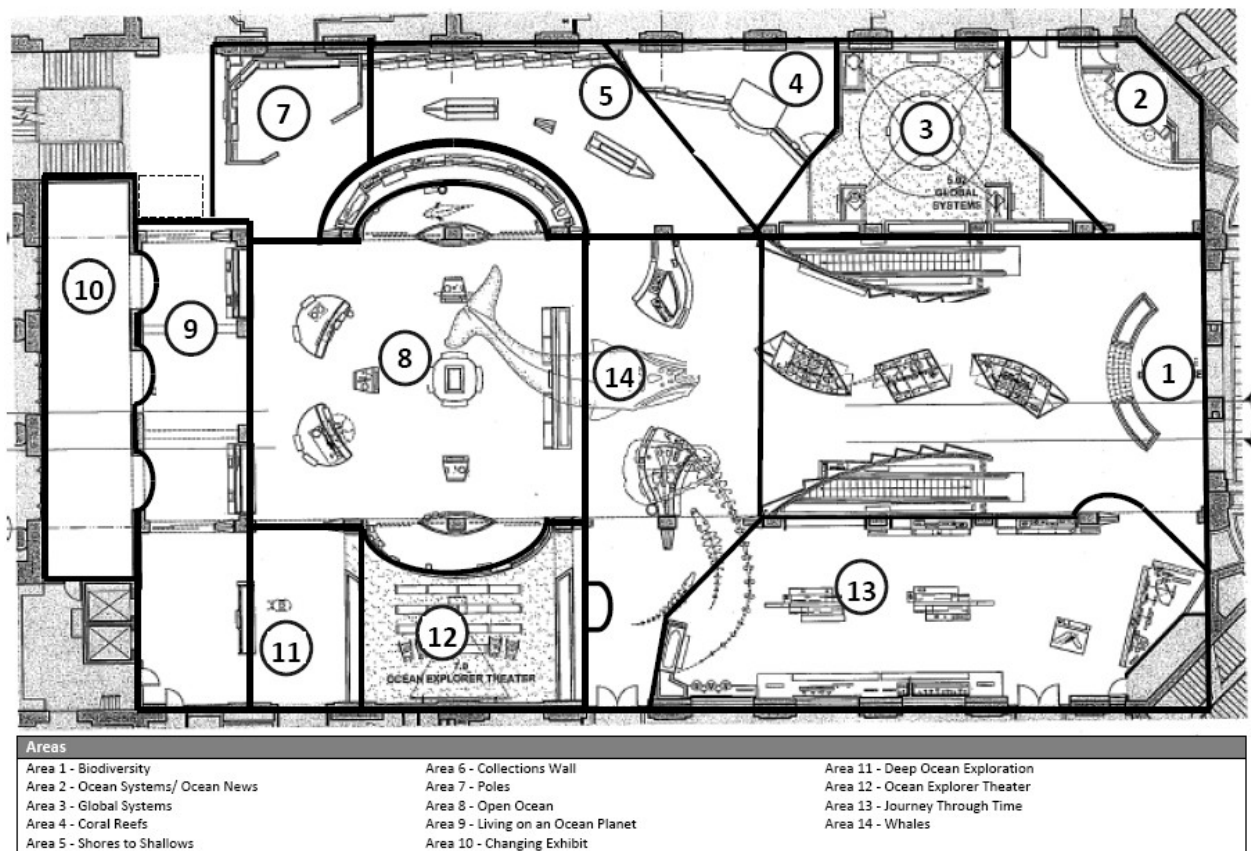 7
5
4
3
2
5.02
GLOBAL
SYSTEMS
10
9
8
14
1
13
11
12
7.0
OCEAN EXPLORER THEATER
Areas
Area 1 - Biodiversity
Area 2 - Ocean Systems/ Ocean News
Area 3 - Global Systems
Area 4 - Coral Reefs
Area 5 - Shores to Shallows
Area 6 - Collections Wall
Area 7 - Poles
Area 8 - Open Ocean
Area 9 - Living on an Ocean Planet
Area 10 - Changing Exhibit
Area 11 - Deep Ocean Exploration
Area 12 - Ocean Explorer Theater
Area 13 - Journey Through Time
Area 14 - Whales